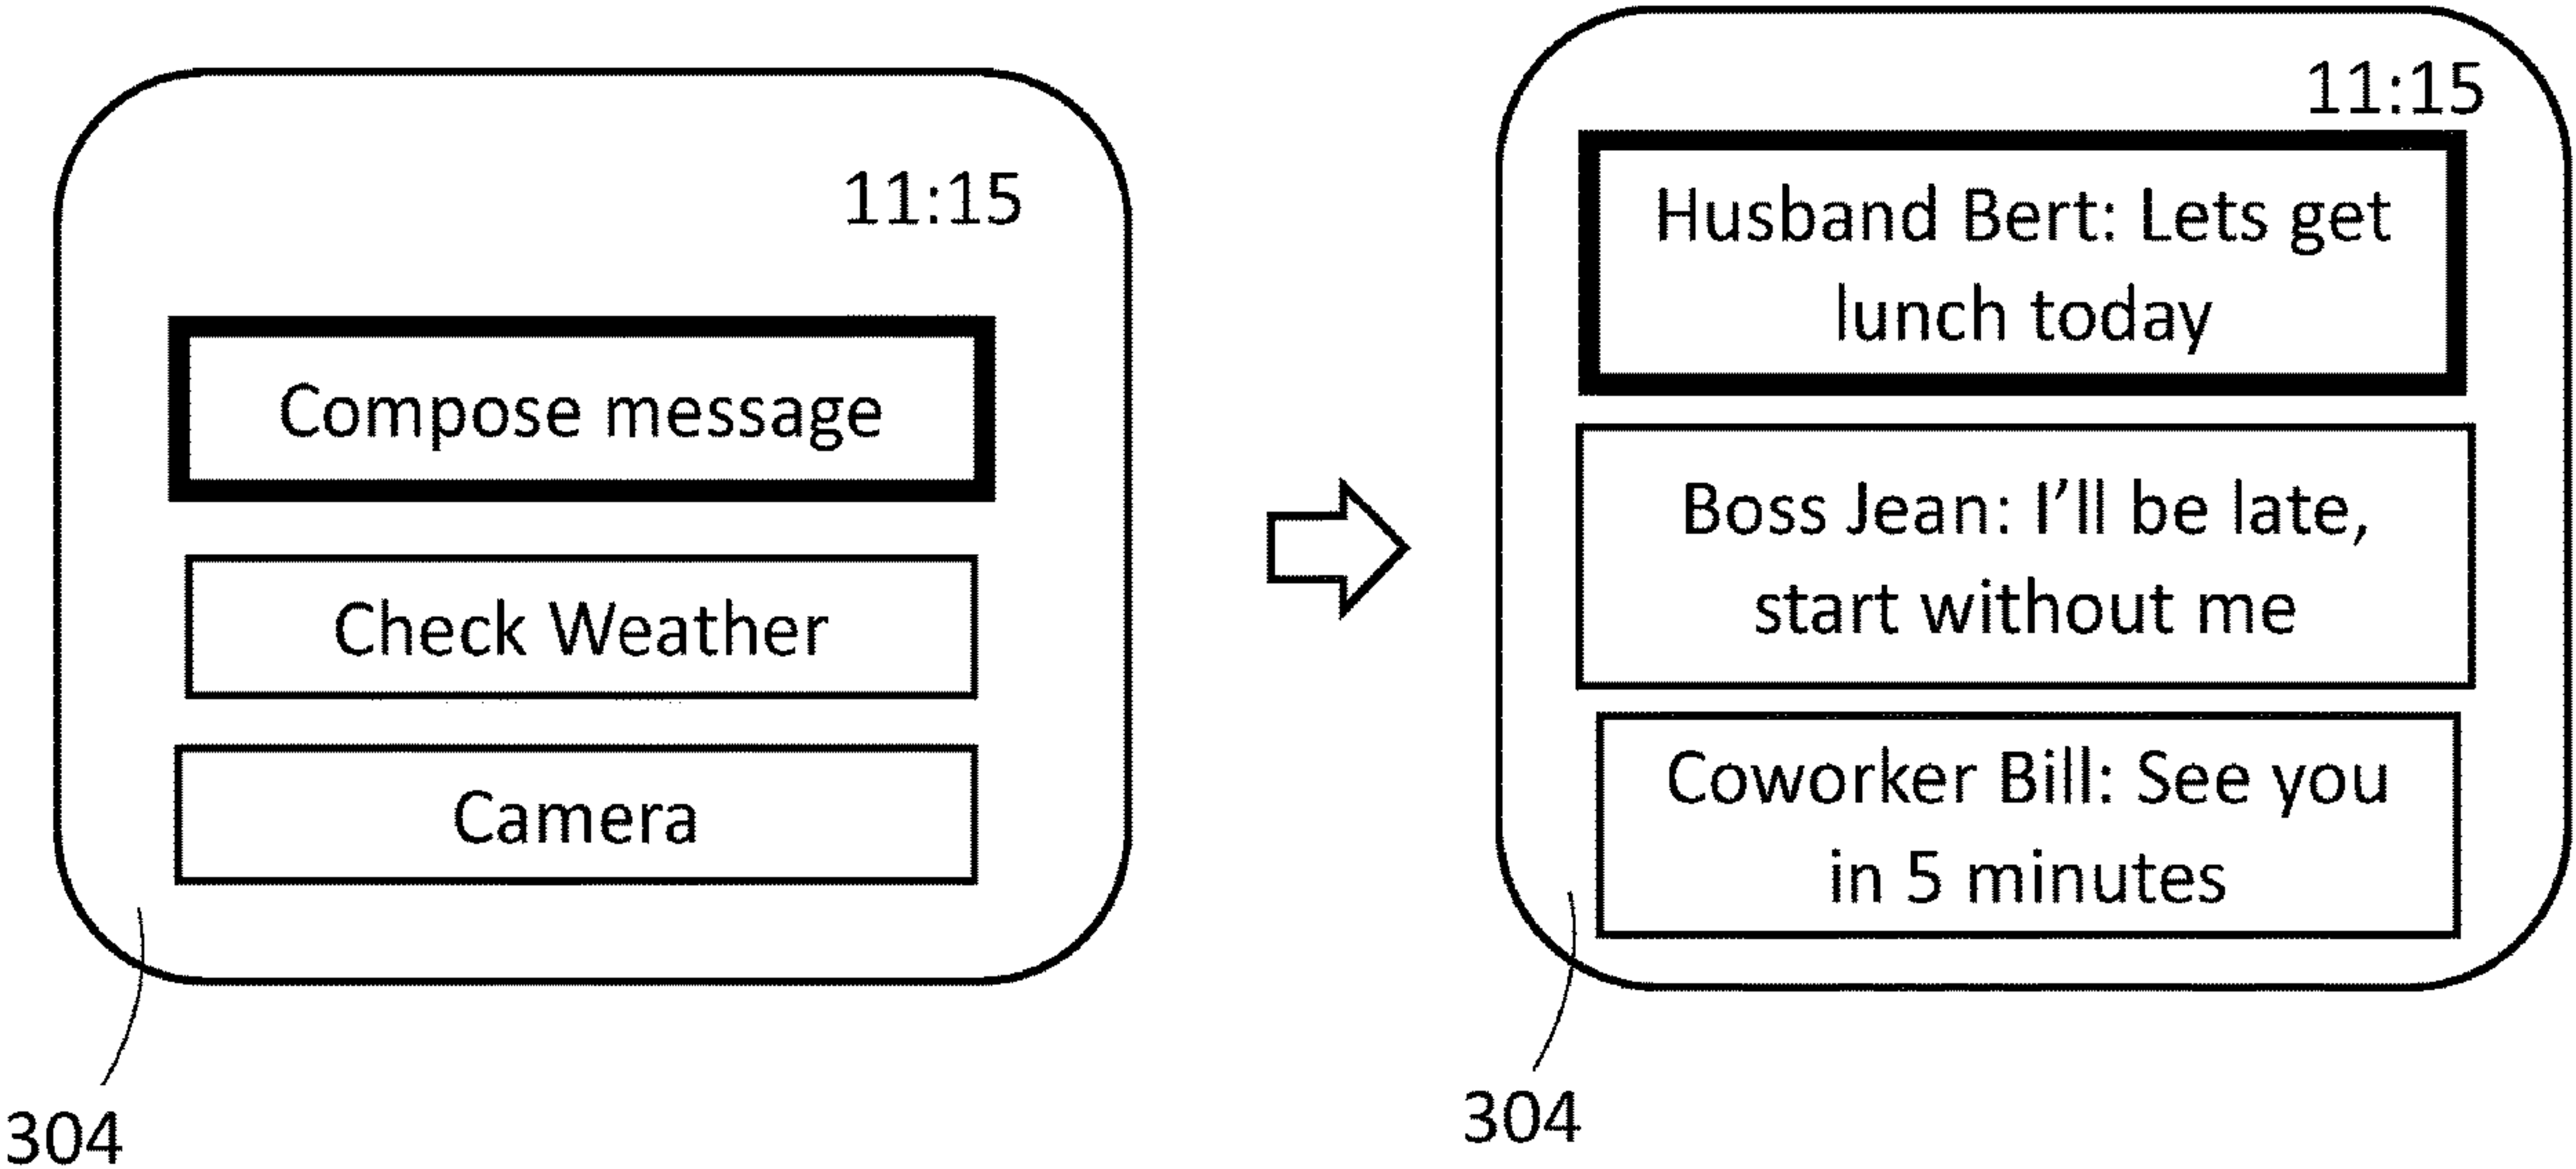 11:15
Compose message
Check Weather
Camera
304
11:15
Husband Bert: Lets get
lunch today
Boss Jean: I’ll be late,
start without me
Coworker Bill: See you
in 5 minutes
304